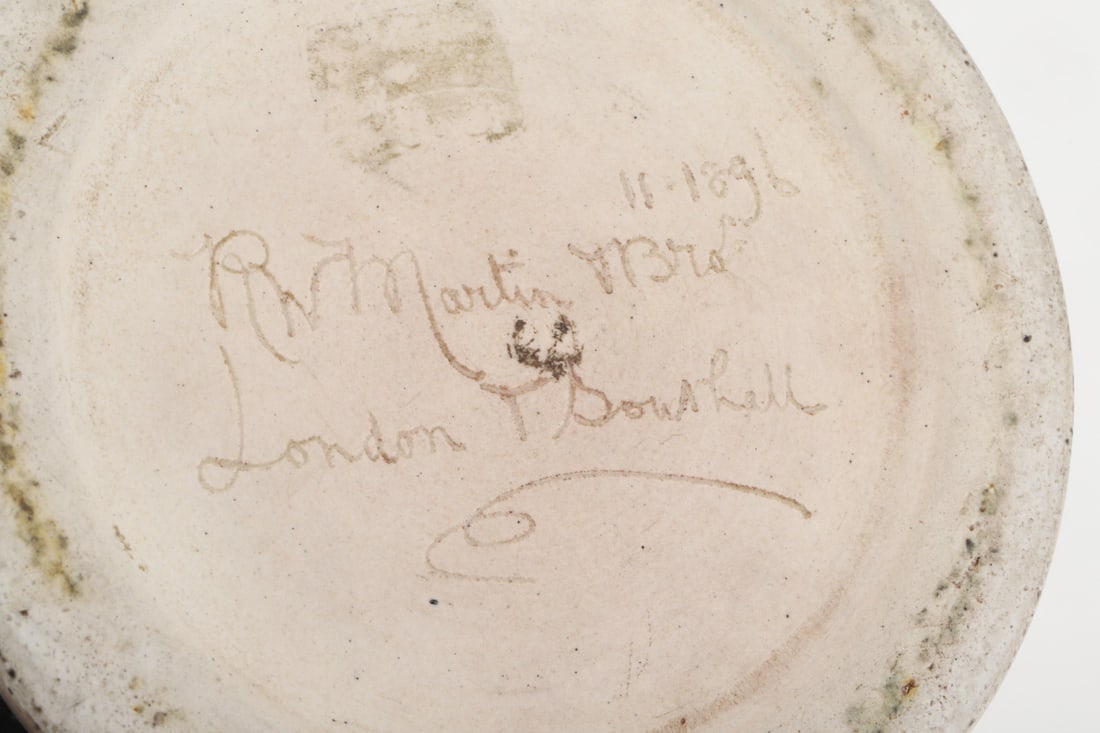 11-1896
RW Martin & Bros
London & Southall